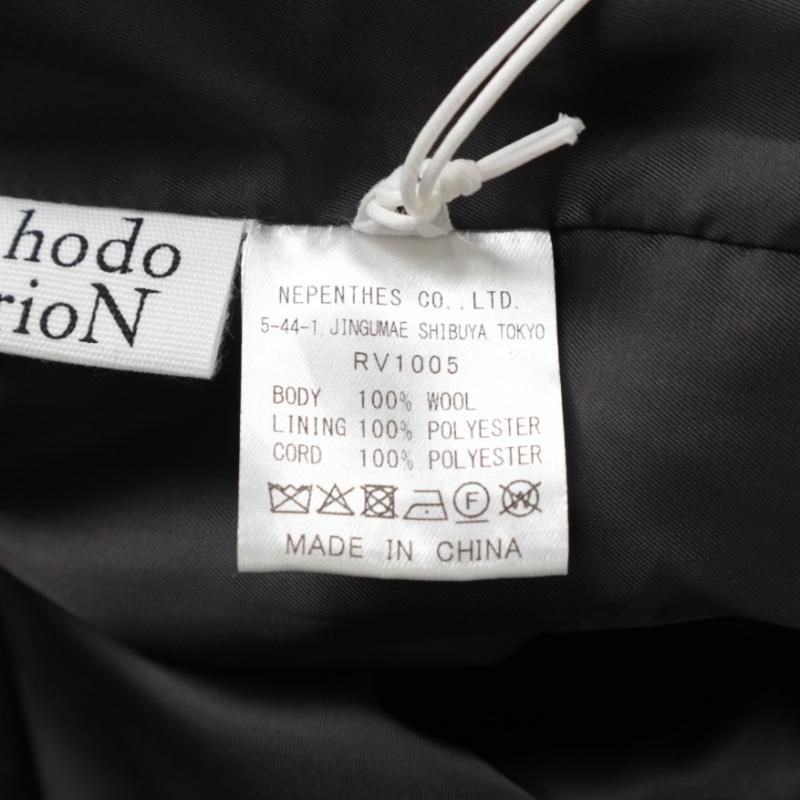 hodo
rioN
NEPENTHES CO.,LTD.
5-44-1, JINGUMAE SHIBUYA. TOKYO
RV1005
BODY 100% WOOL
LINING 100% POLYESTER
CORD 100% POLYESTER
F W
MADE IN CHINA